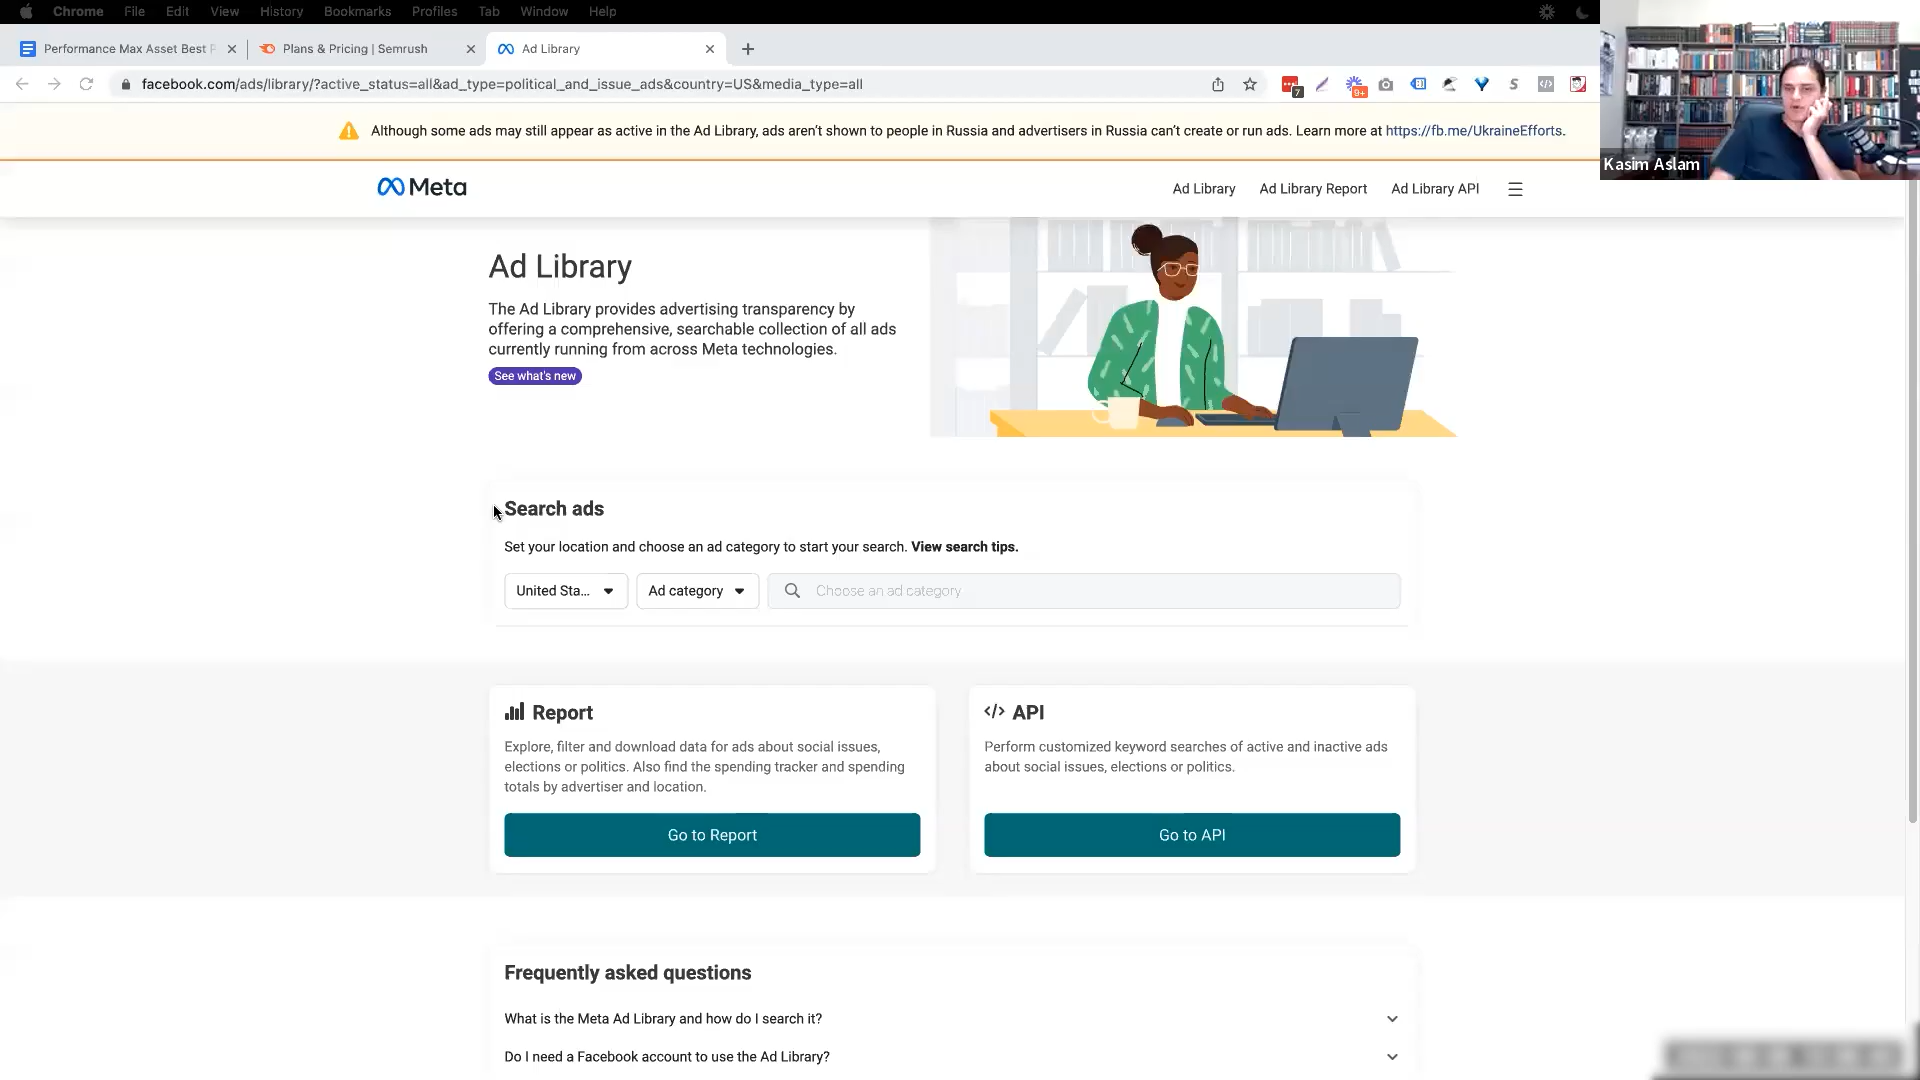 Chrome File Edit View History Bookmarks Profiles Tab Window Help
Performance Max Asset Best P
Plans & Pricing | Semrush
Ad Library
facebook.com/ads/library/?active_status=all&ad_type=political_and_issue_ads&country=US&media_type=all
7
9+
Although some ads may still appear as active in the Ad Library, ads aren't shown to people in Russia and advertisers in Russia can't create or run ads. Learn more at https://fb.me/UkraineEfforts.
Kasim Aslam
Meta
Ad Library Ad Library Report Ad Library API
Ad Library
The Ad Library provides advertising transparency by
offering a comprehensive, searchable collection of all ads
currently running from across Meta technologies.
See what's new
Search ads
Set your location and choose an ad category to start your search. View search tips.
United Sta...
Ad category
Choose an ad category
Report
Explore, filter and download data for ads about social issues,
elections or politics. Also find the spending tracker and spending
totals by advertiser and location.
Go to Report
</> API
Perform customized keyword searches of active and inactive ads
about social issues, elections or politics.
Go to API
Frequently asked questions
What is the Meta Ad Library and how do I search it?
Do I need a Facebook account to use the Ad Library?